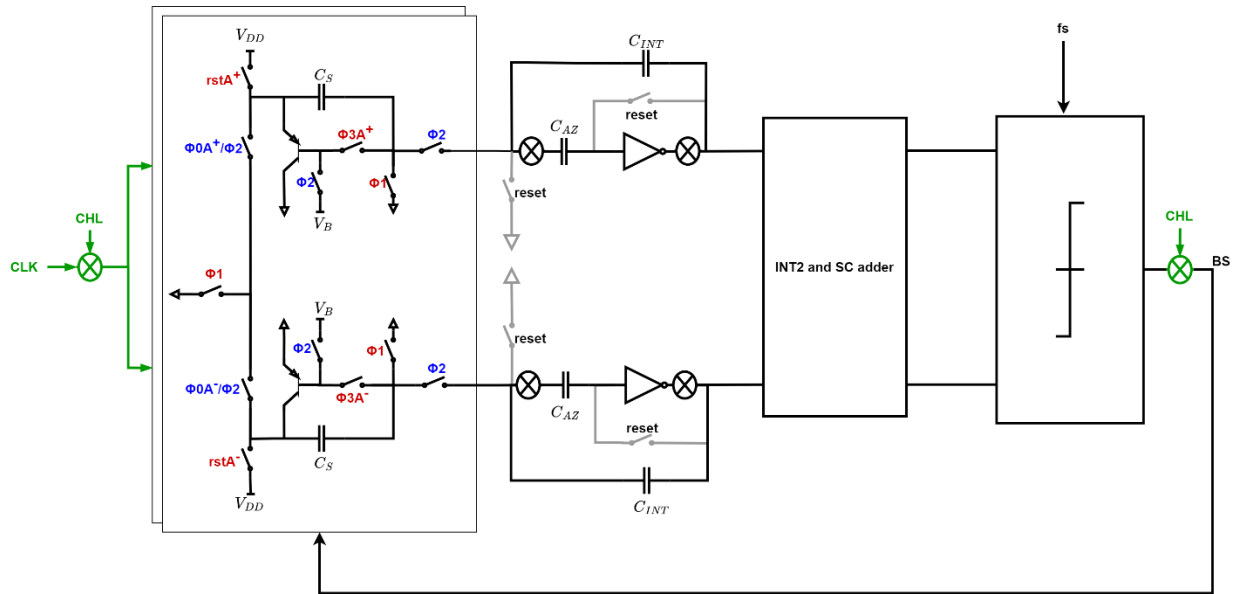 V_DD
rstA⁺
C_S
Φ0A⁺/Φ2
Φ3A⁺
Φ2
Φ2
Φ1
V_B
CHL
CLK
Φ1
V_B
Φ2
Φ1
Φ0A⁻/Φ2
Φ3A⁻
Φ2
rstA⁻
C_S
V_DD
C_INT
reset
C_AZ
reset
reset
C_AZ
reset
C_INT
INT2 and SC adder
fs
CHL
BS